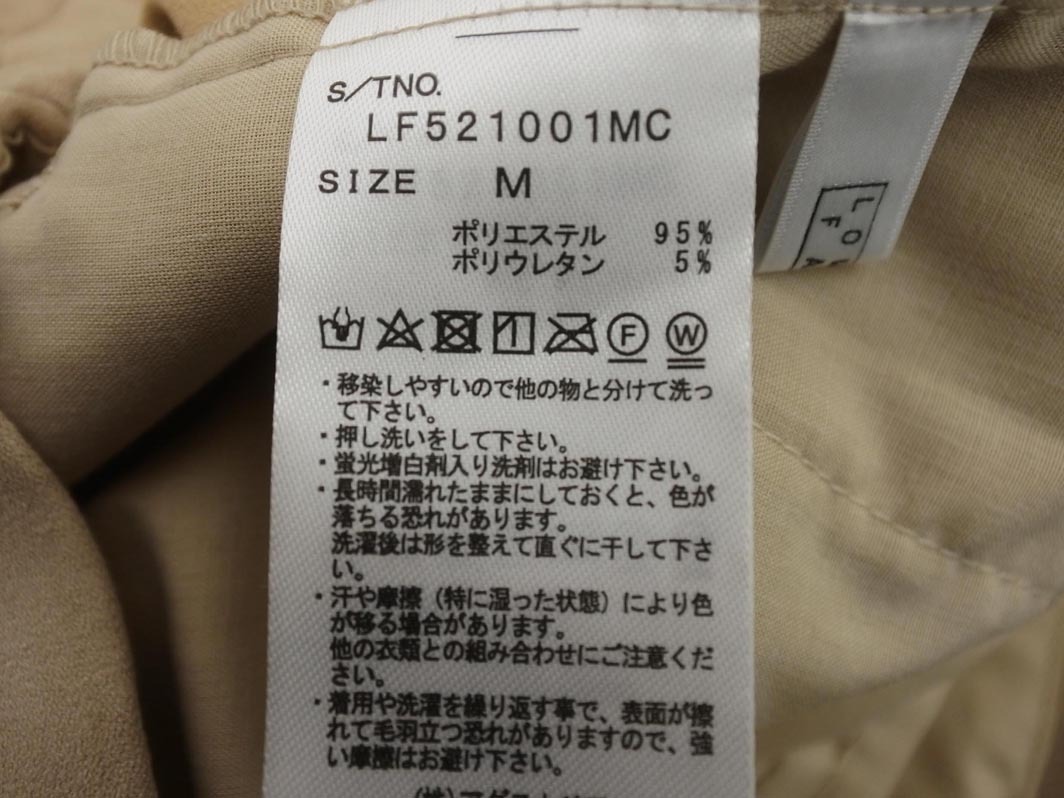 S/TNO.
LF521001MC
SIZE M
ポリエステル 95%
ポリウレタン 5%
F W
・移染しやすいので他の物と分けて洗っ
て下さい。
・押し洗いをして下さい。
・蛍光増白剤入り洗剤はお避け下さい。
・長時間濡れたままにしておくと、色が
落ちる恐れがあります。
洗濯後は形を整えて直ぐに干して下さ
い。
・汗や摩擦（特に湿った状態）により色
が移る場合があります。
他の衣類との組み合わせにご注意くだ
さい。
・着用や洗濯を繰り返す事で、表面が擦
れて毛羽立つ恐れがありますので、強
い摩擦はお避け下さい。
LO
F